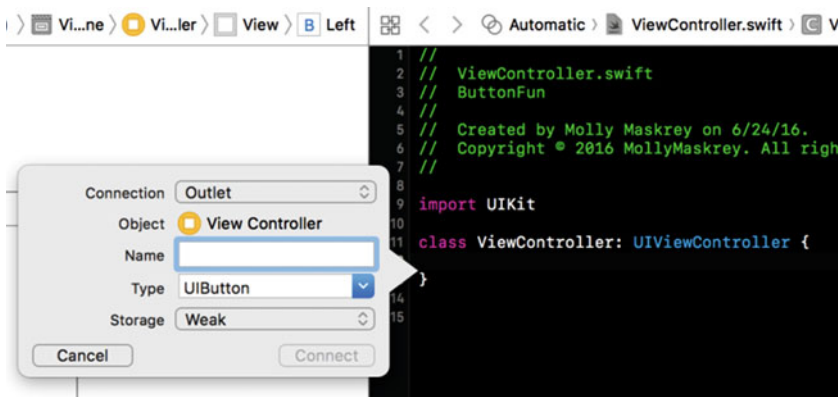 Vi...ne > Vi...ler > View > B Left
< > Automatic > ViewController.swift > C V
1 //
2 // ViewController.swift
3 // ButtonFun
4 //
5 // Created by Molly Maskrey on 6/24/16.
6 // Copyright © 2016 MollyMaskrey. All righ
7 //
8
9 import UIKit
10
11 class ViewController: UIViewController {
}
14
15
Connection Outlet
Object View Controller
Name
Type UIButton
Storage Weak
Cancel Connect